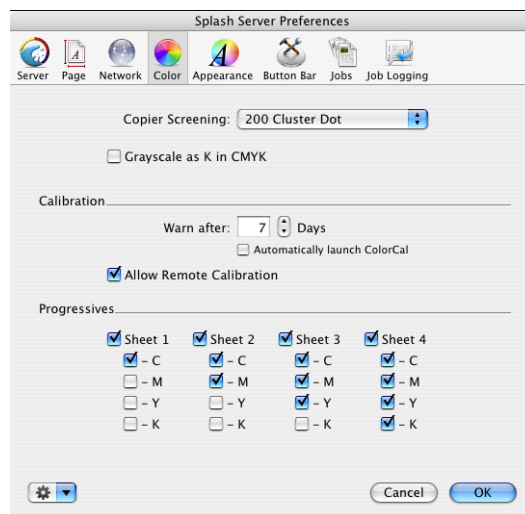 Splash Server Preferences
Server Page Network Color Appearance Button Bar Jobs Job Logging
Copier Screening: 200 Cluster Dot
Grayscale as K in CMYK
Calibration
Warn after: 7 Days
Automatically launch ColorCal
Allow Remote Calibration
Progressives
Sheet 1 Sheet 2 Sheet 3 Sheet 4
– C – C – C – C
– M – M – M – M
– Y – Y – Y – Y
– K – K – K – K
Cancel OK